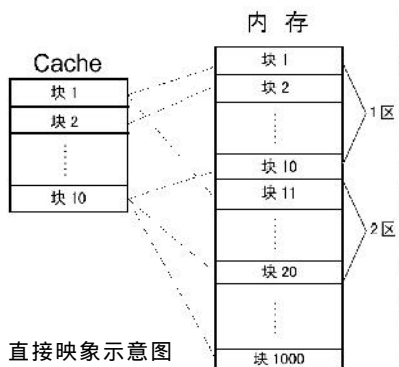 内 存
Cache
块 1
块 2
块 10
块 1
块 2
块 10
块 11
块 20
块 1000
1区
2区
直接映象示意图